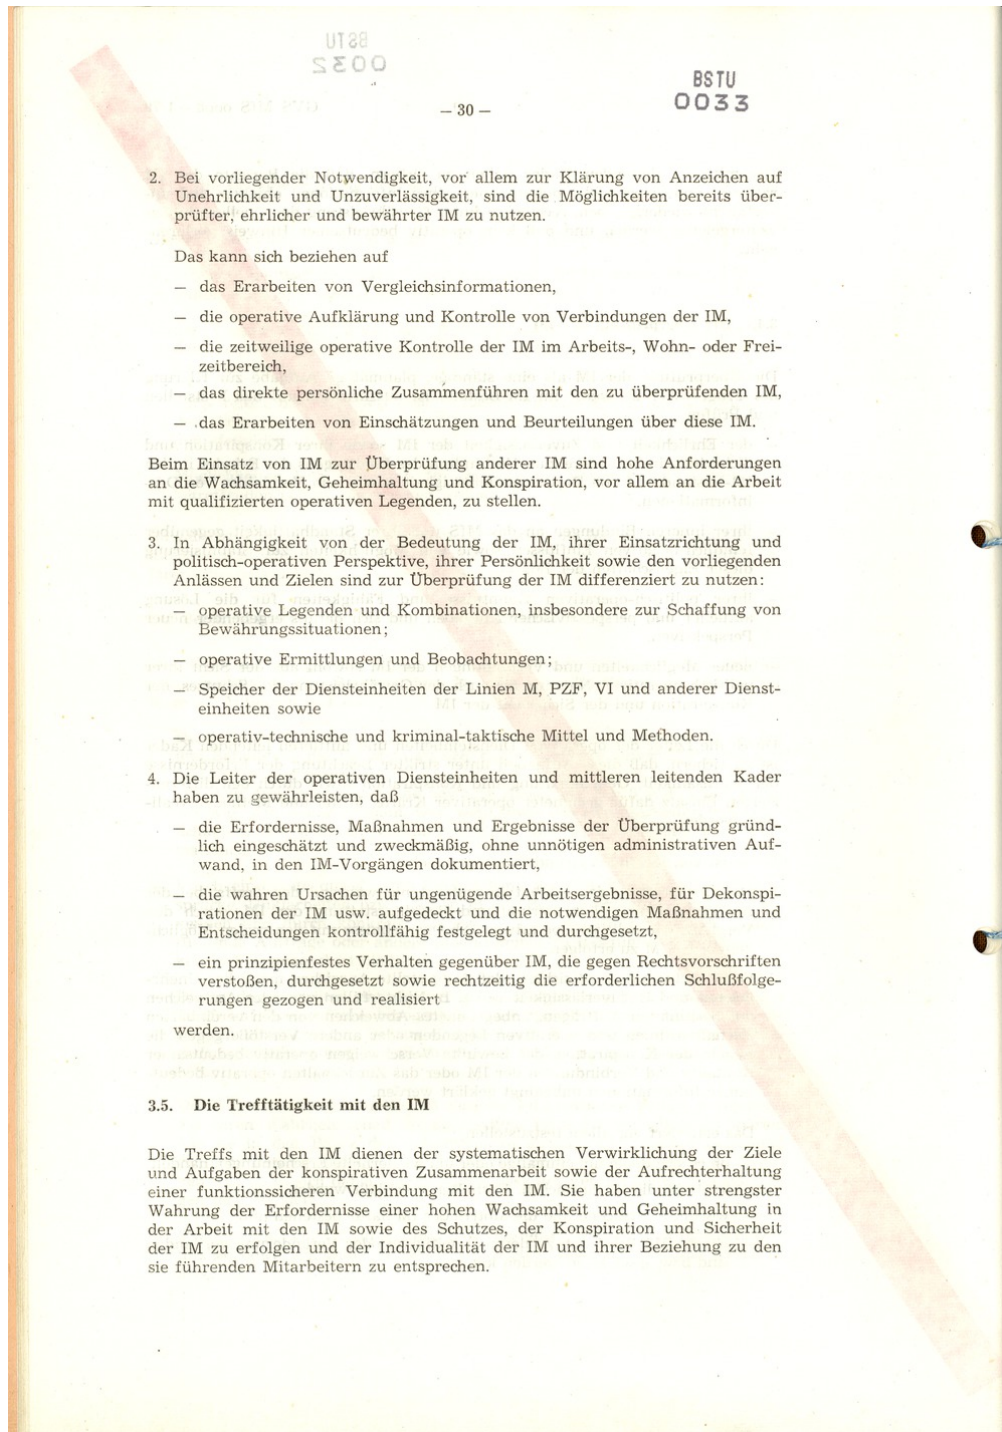 BSTU
0032
BSTU
0033
— 30 —
2. Bei vorliegender Notwendigkeit, vor allem zur Klärung von Anzeichen auf
Unehrlichkeit und Unzuverlässigkeit, sind die Möglichkeiten bereits über-
prüfter, ehrlicher und bewährter IM zu nutzen.
Das kann sich beziehen auf
— das Erarbeiten von Vergleichsinformationen,
— die operative Aufklärung und Kontrolle von Verbindungen der IM,
— die zeitweilige operative Kontrolle der IM im Arbeits-, Wohn- oder Frei-
zeitbereich,
— das direkte persönliche Zusammenführen mit den zu überprüfenden IM,
— das Erarbeiten von Einschätzungen und Beurteilungen über diese IM.
Beim Einsatz von IM zur Überprüfung anderer IM sind hohe Anforderungen
an die Wachsamkeit, Geheimhaltung und Konspiration, vor allem an die Arbeit
mit qualifizierten operativen Legenden, zu stellen.
3. In Abhängigkeit von der Bedeutung der IM, ihrer Einsatzrichtung und
politisch-operativen Perspektive, ihrer Persönlichkeit sowie den vorliegenden
Anlässen und Zielen sind zur Überprüfung der IM differenziert zu nutzen:
— operative Legenden und Kombinationen, insbesondere zur Schaffung von
Bewährungssituationen;
— operative Ermittlungen und Beobachtungen;
— Speicher der Diensteinheiten der Linien M, PZF, VI und anderer Dienst-
einheiten sowie
— operativ-technische und kriminal-taktische Mittel und Methoden.
4. Die Leiter der operativen Diensteinheiten und mittleren leitenden Kader
haben zu gewährleisten, daß
— die Erfordernisse, Maßnahmen und Ergebnisse der Überprüfung gründ-
lich eingeschätzt und zweckmäßig, ohne unnötigen administrativen Auf-
wand, in den IM-Vorgängen dokumentiert,
— die wahren Ursachen für ungenügende Arbeitsergebnisse, für Dekonspi-
rationen der IM usw. aufgedeckt und die notwendigen Maßnahmen und
Entscheidungen kontrollfähig festgelegt und durchgesetzt,
— ein prinzipienfestes Verhalten gegenüber IM, die gegen Rechtsvorschriften
verstoßen, durchgesetzt sowie rechtzeitig die erforderlichen Schlußfolge-
rungen gezogen und realisiert
werden.
3.5. Die Trefftätigkeit mit den IM
Die Treffs mit den IM dienen der systematischen Verwirklichung der Ziele
und Aufgaben der konspirativen Zusammenarbeit sowie der Aufrechterhaltung
einer funktionssicheren Verbindung mit den IM. Sie haben unter strengster
Wahrung der Erfordernisse einer hohen Wachsamkeit und Geheimhaltung in
der Arbeit mit den IM sowie des Schutzes, der Konspiration und Sicherheit
der IM zu erfolgen und der Individualität der IM und ihrer Beziehung zu den
sie führenden Mitarbeitern zu entsprechen.